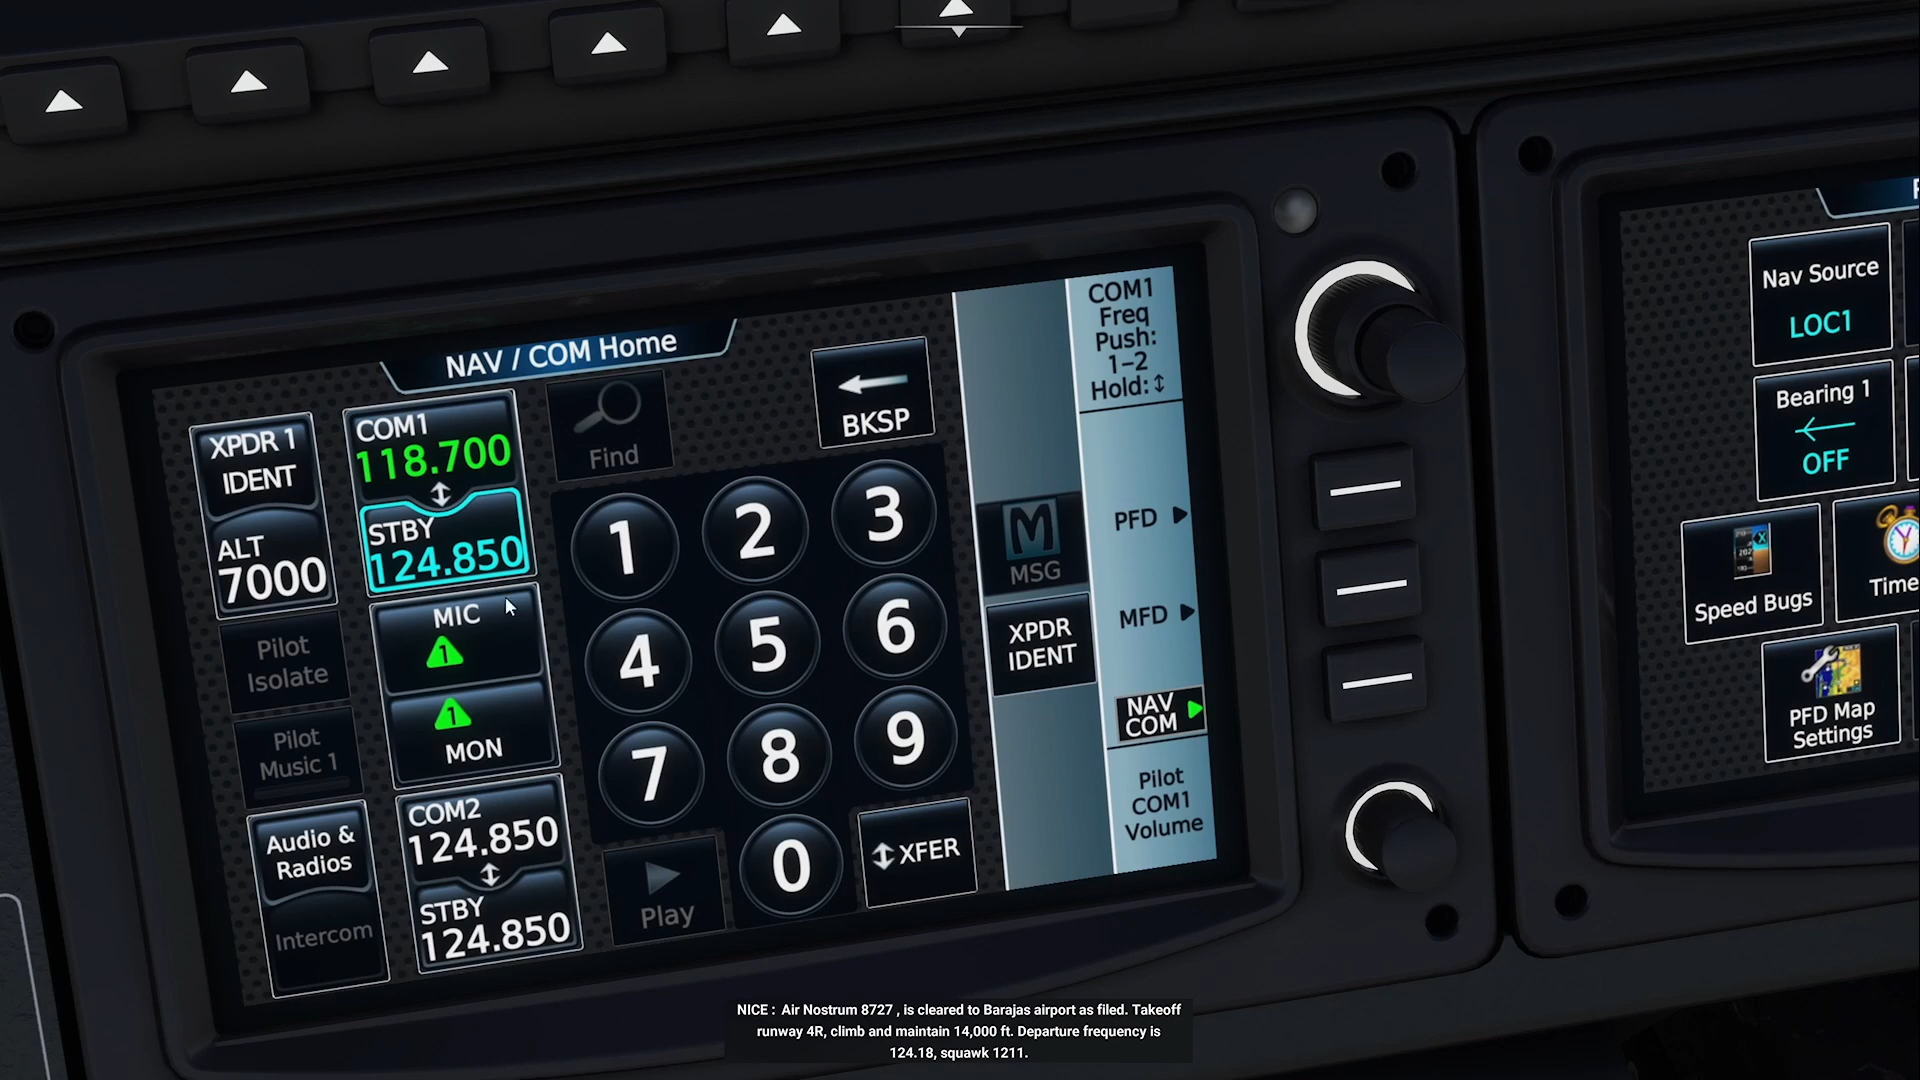 NAV / COM Home
XPDR 1
IDENT
ALT
7000
COM1
118.700
STBY
124.850
Find
BKSP
MIC
1
1
MON
Pilot
Isolate
Pilot
Music 1
Audio &
Radios
Intercom
COM2
124.850
STBY
124.850
1 2 3
4 5 6
7 8 9
0
Play
XFER
MSG
XPDR
IDENT
COM1
Freq
Push:
1–2
Hold:
PFD
MFD
NAV
COM
Pilot
COM1
Volume
Nav Source
LOC1
Bearing 1
OFF
Speed Bugs
Time
PFD Map
Settings
NICE : Air Nostrum 8727 , is cleared to Barajas airport as filed. Takeoff
runway 4R, climb and maintain 14,000 ft. Departure frequency is
124.18, squawk 1211.